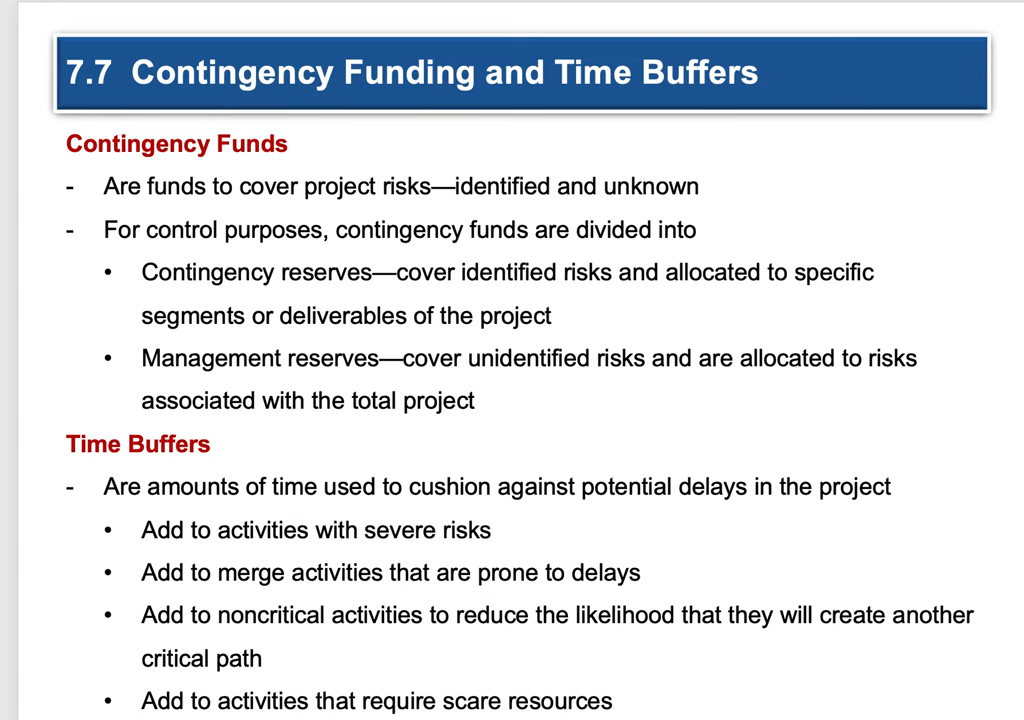 7.7 Contingency Funding and Time Buffers
Contingency Funds
- Are funds to cover project risks—identified and unknown
- For control purposes, contingency funds are divided into
• Contingency reserves—cover identified risks and allocated to specific
segments or deliverables of the project
• Management reserves—cover unidentified risks and are allocated to risks
associated with the total project
Time Buffers
- Are amounts of time used to cushion against potential delays in the project
• Add to activities with severe risks
• Add to merge activities that are prone to delays
• Add to noncritical activities to reduce the likelihood that they will create another
critical path
• Add to activities that require scare resources